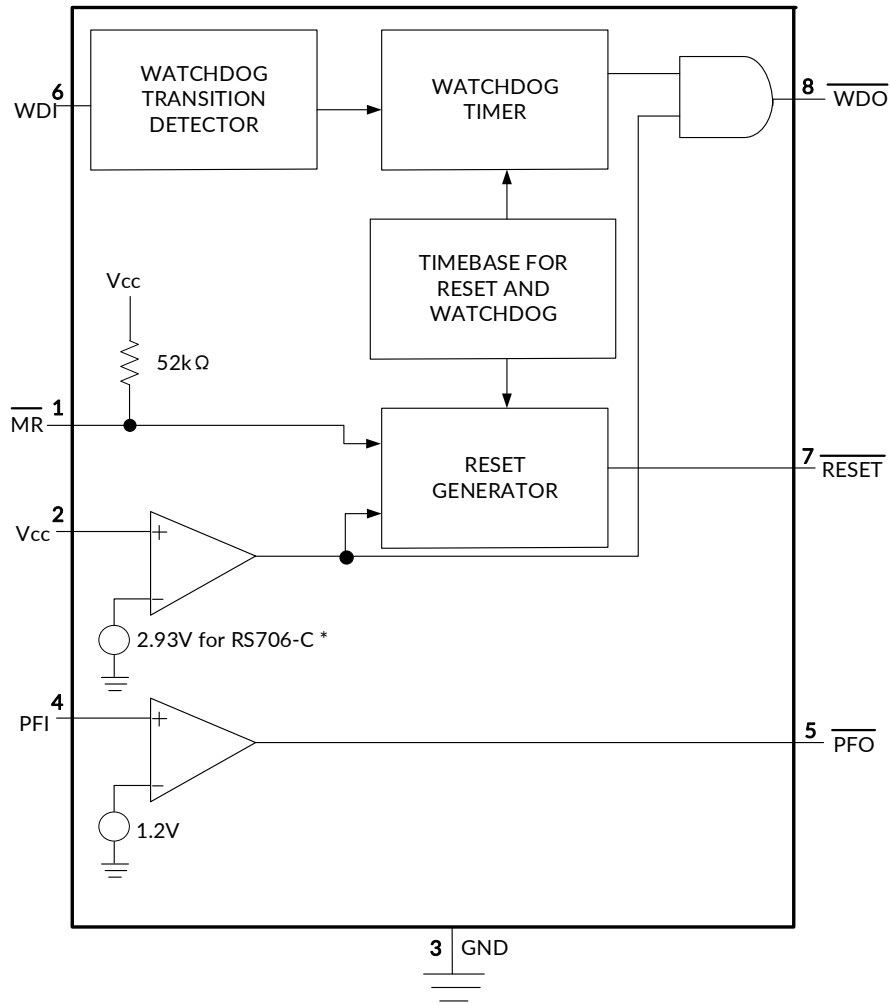 WATCHDOG
TRANSITION
DETECTOR
WATCHDOG
TIMER
6
WDI
8
WDO
TIMEBASE FOR
RESET AND
WATCHDOG
Vcc
52kΩ
1
MR
RESET
GENERATOR
7
RESET
2
Vcc
+
−
2.93V for RS706-C *
4
PFI
+
−
1.2V
5
PFO
3 GND